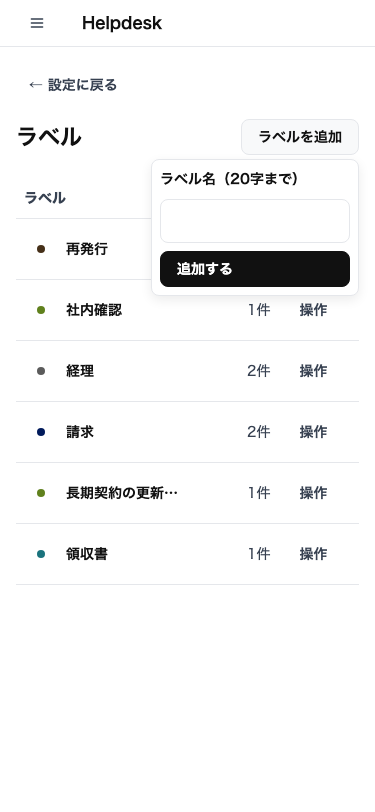 Helpdesk
← 設定に戻る
ラベル
ラベルを追加
ラベル名（20字まで）
追加する
ラベル
再発行
社内確認 1件 操作
経理 2件 操作
請求 2件 操作
長期契約の更新… 1件 操作
領収書 1件 操作